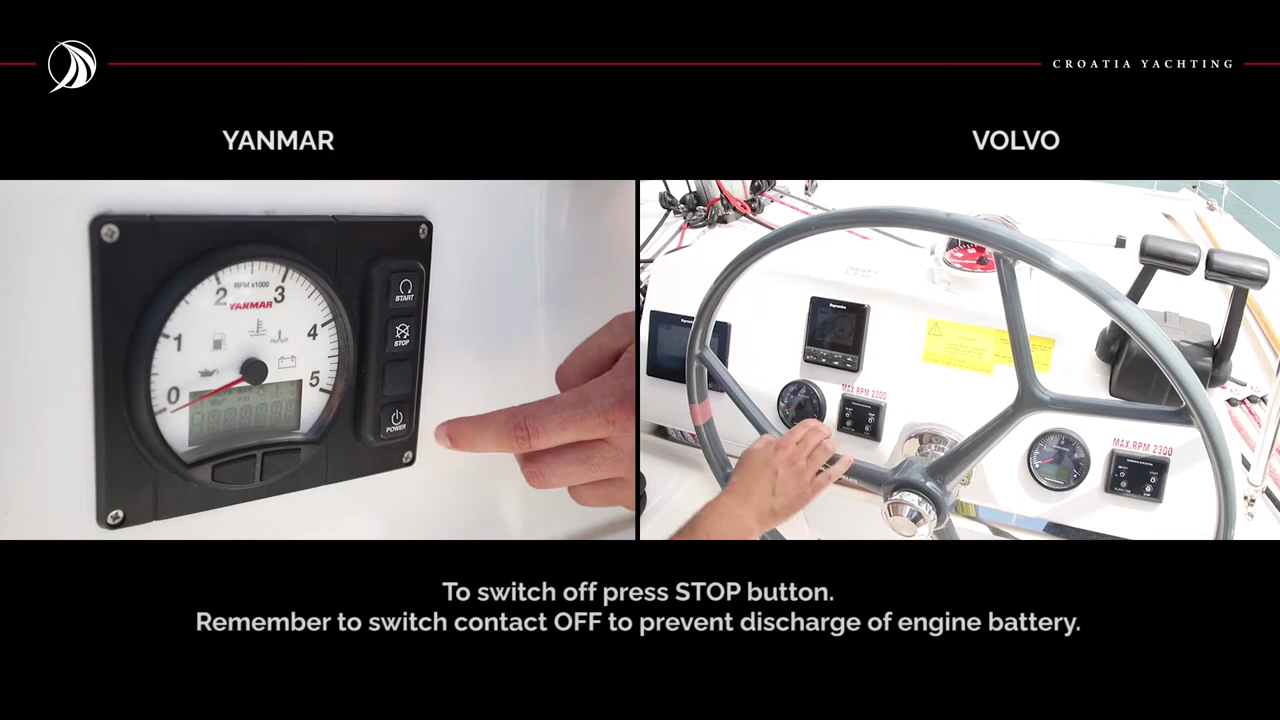 CROATIA YACHTING
YANMAR
VOLVO
RPM x1000
YANMAR
0
1
2
3
4
5
START
STOP
POWER
Raymarine
MAX RPM 2300
MAX RPM 2300
STOP
To switch off press STOP button.
Remember to switch contact OFF to prevent discharge of engine battery.